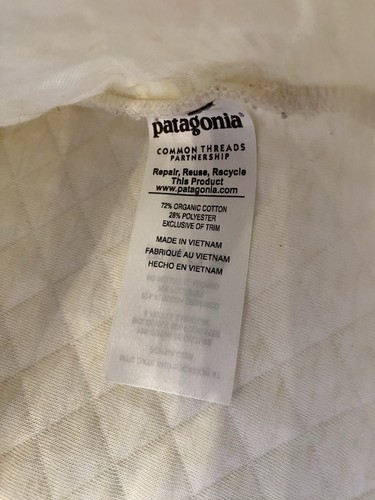 patagonia®
COMMON THREADS
PARTNERSHIP
Repair, Reuse, Recycle
This Product
www.patagonia.com
72% ORGANIC COTTON
28% POLYESTER
EXCLUSIVE OF TRIM
MADE IN VIETNAM
FABRIQUÉ AU VIETNAM
HECHO EN VIETNAM